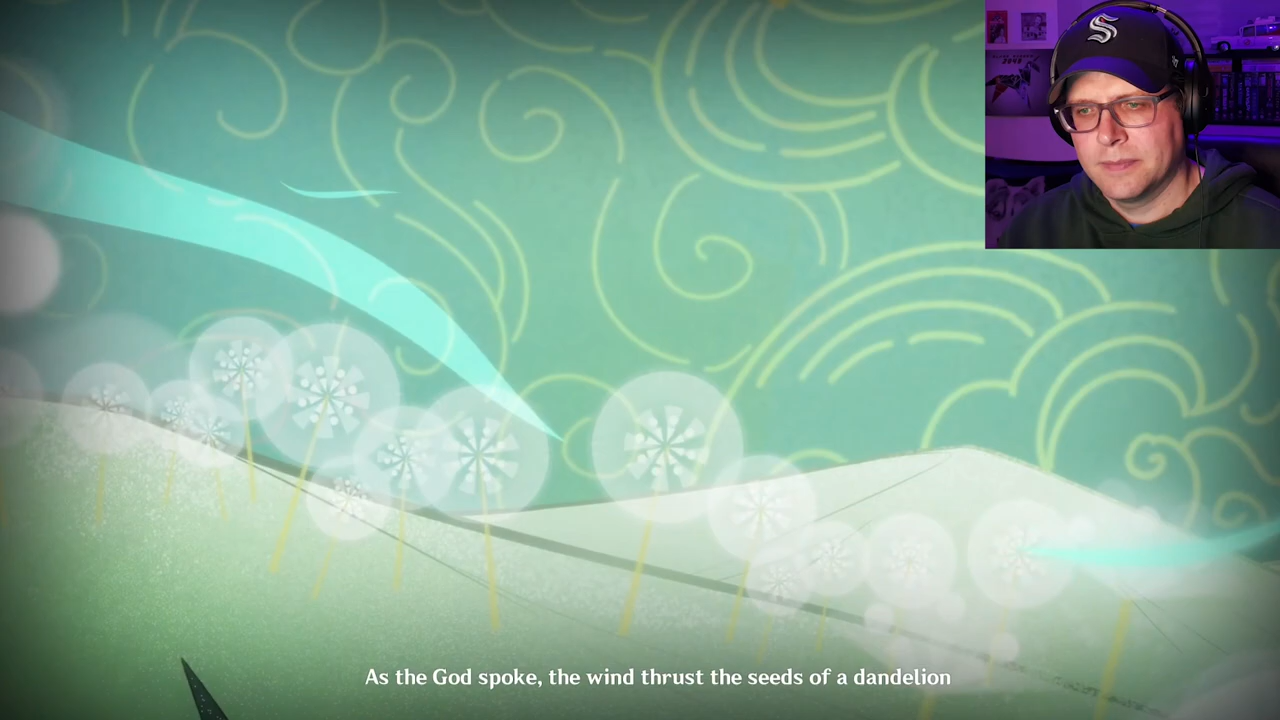 As the God spoke, the wind thrust the seeds of a dandelion